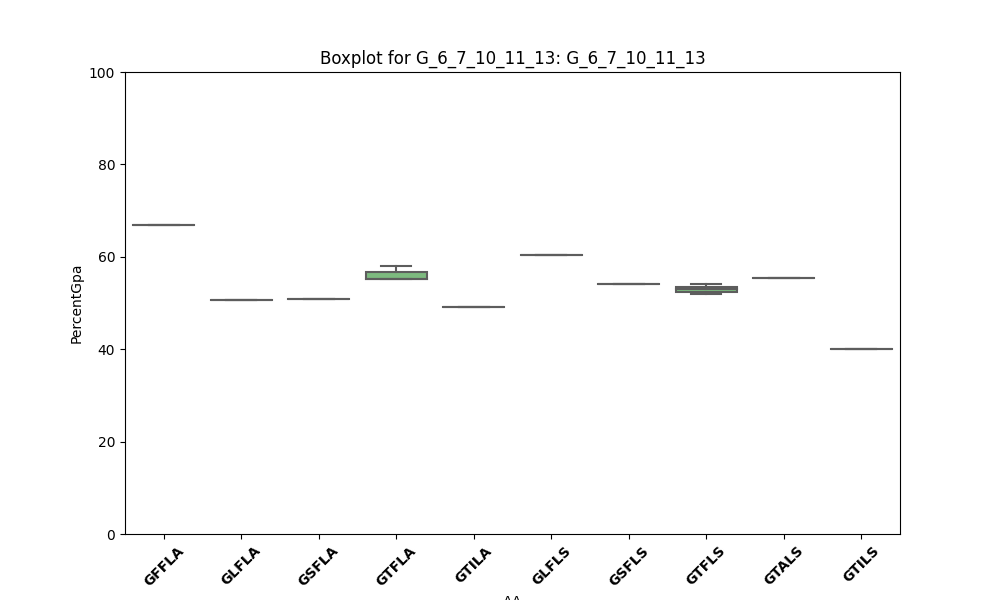 Boxplot for G_6_7_10_11_13: G_6_7_10_11_13
100
80
60
40
20
0
PercentGpa
GFFLA
GLFLA
GSFLA
GTFLA
GTILA
GLFLS
GSFLS
GTFLS
GTALS
GTILS
AA